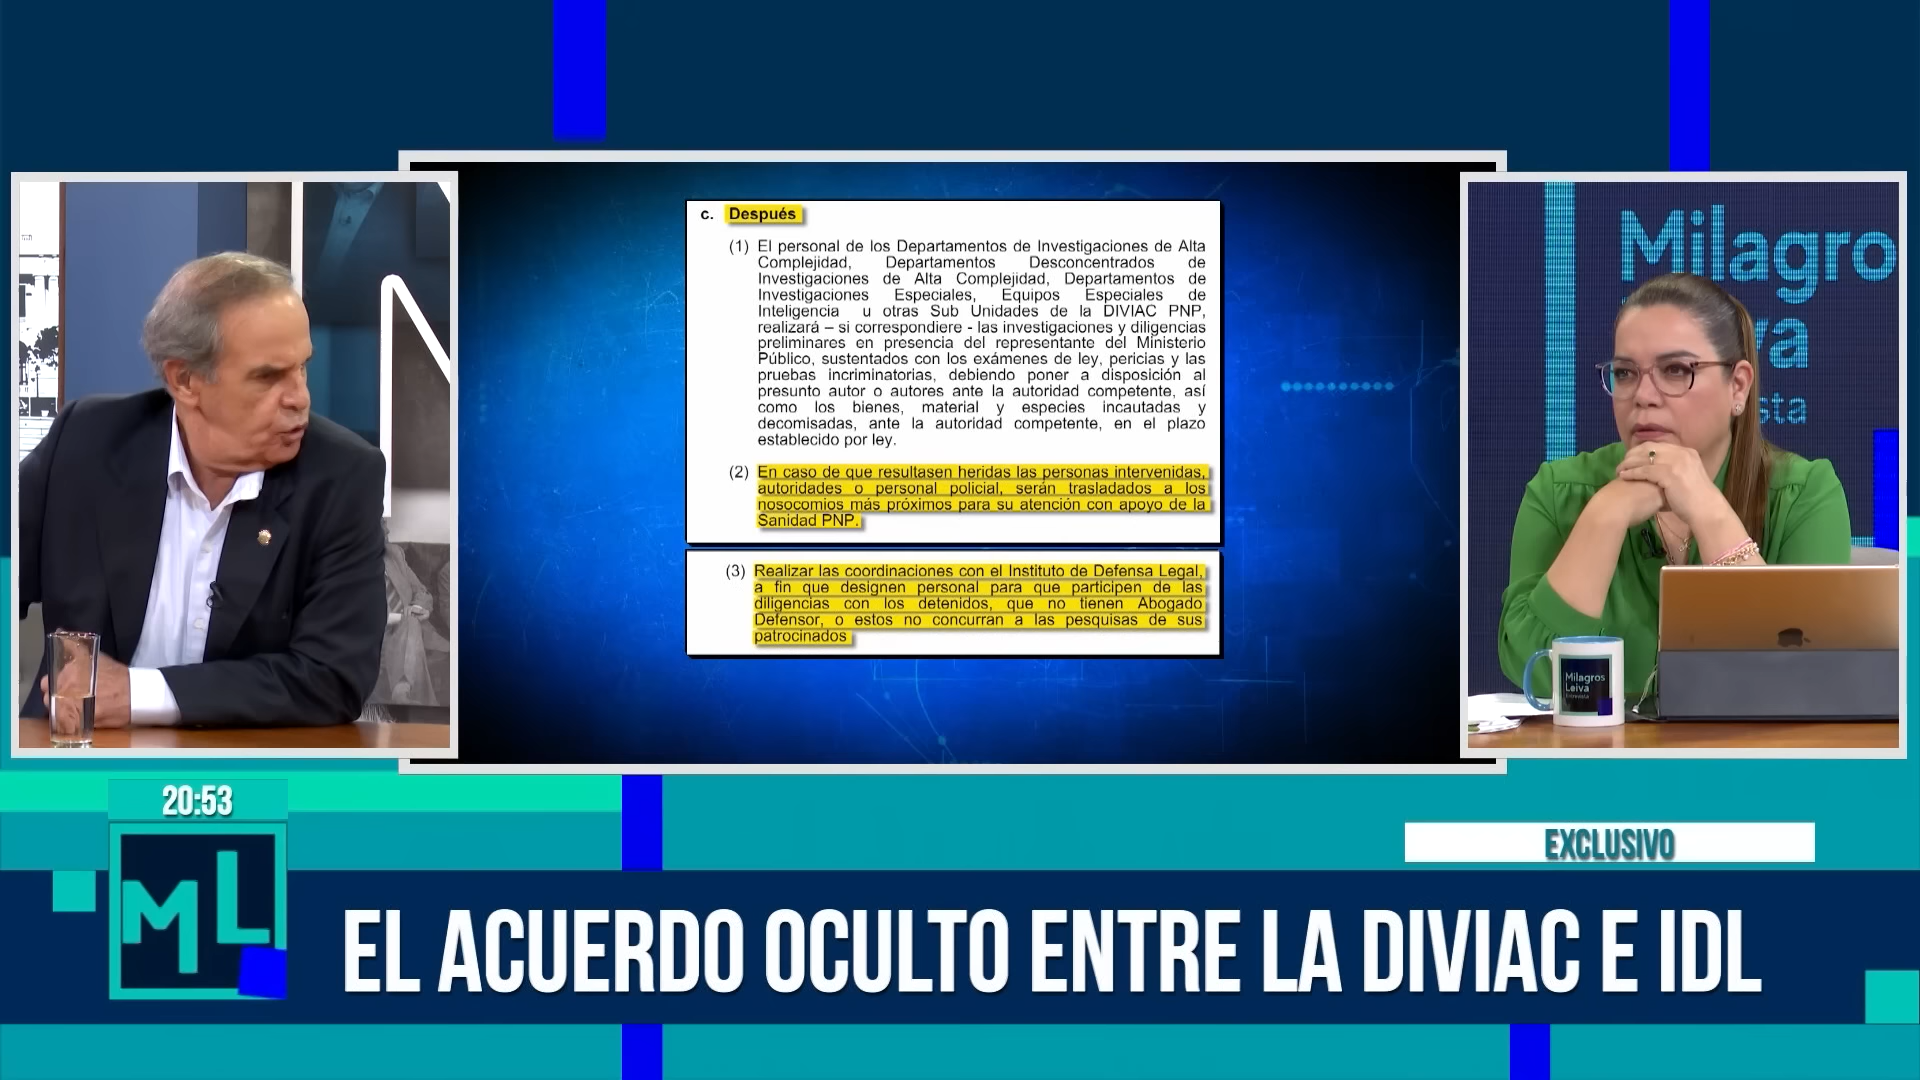 c. Después
(1) El personal de los Departamentos de Investigaciones de Alta
Complejidad, Departamentos Desconcentrados de
Investigaciones de Alta Complejidad, Departamentos de
Investigaciones Especiales, Equipos Especiales de
Inteligencia u otras Sub Unidades de la DIVIAC PNP,
realizará – si correspondiere - las investigaciones y diligencias
preliminares en presencia del representante del Ministerio
Público, sustentados con los exámenes de ley, pericias y las
pruebas incriminatorias, debiendo poner a disposición al
presunto autor o autores ante la autoridad competente, así
como los bienes, material y especies incautadas y
decomisadas, ante la autoridad competente, en el plazo
establecido por ley.
(2) En caso de que resultasen heridas las personas intervenidas,
autoridades o personal policial, serán trasladados a los
nosocomios más próximos para su atención con apoyo de la
Sanidad PNP.
(3) Realizar las coordinaciones con el Instituto de Defensa Legal,
a fin que designen personal para que participen de las
diligencias con los detenidos, que no tienen Abogado
Defensor, o estos no concurran a las pesquisas de sus
patrocinados
Milagro
va
sta
Milagros
Leiva
20:53
ML
EXCLUSIVO
EL ACUERDO OCULTO ENTRE LA DIVIAC E IDL